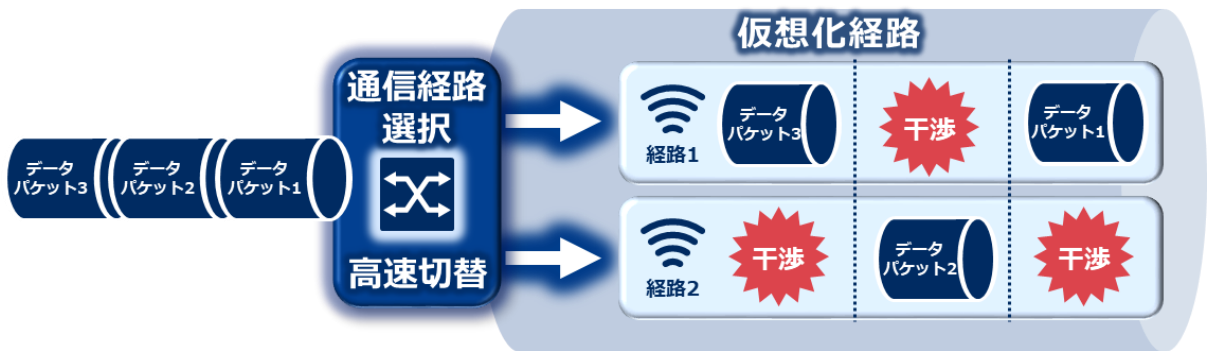 仮想化経路
通信経路
選択
高速切替
データ
パケット3
データ
パケット2
データ
パケット1
経路1
データ
パケット3
干渉
データ
パケット1
経路2
干渉
データ
パケット2
干渉